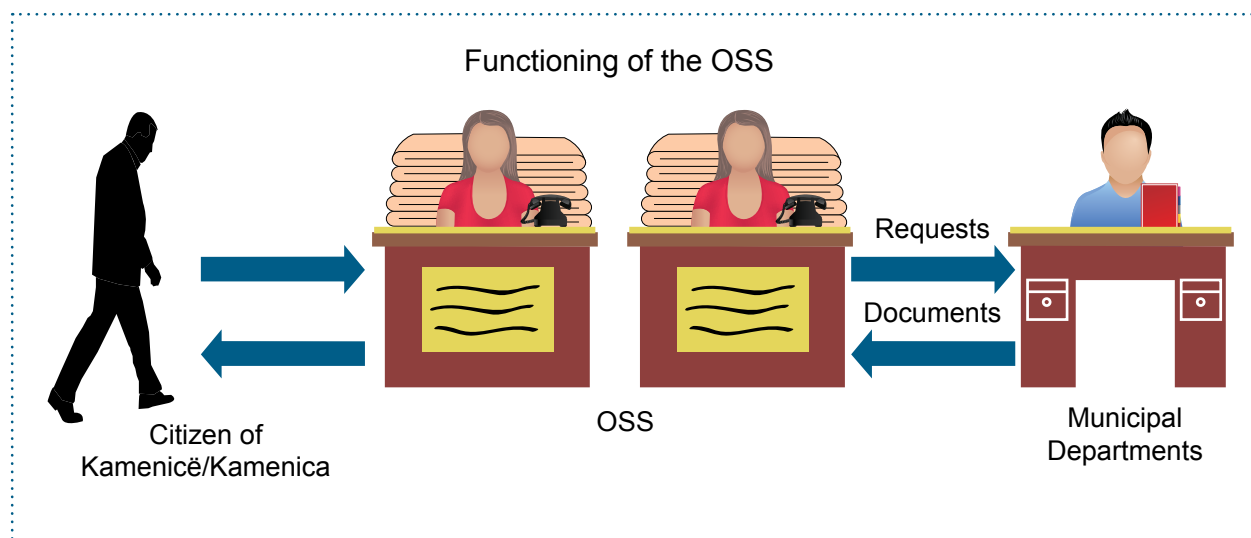 Functioning of the OSS
Requests
Documents
Citizen of
Kamenicë/Kamenica
OSS
Municipal
Departments